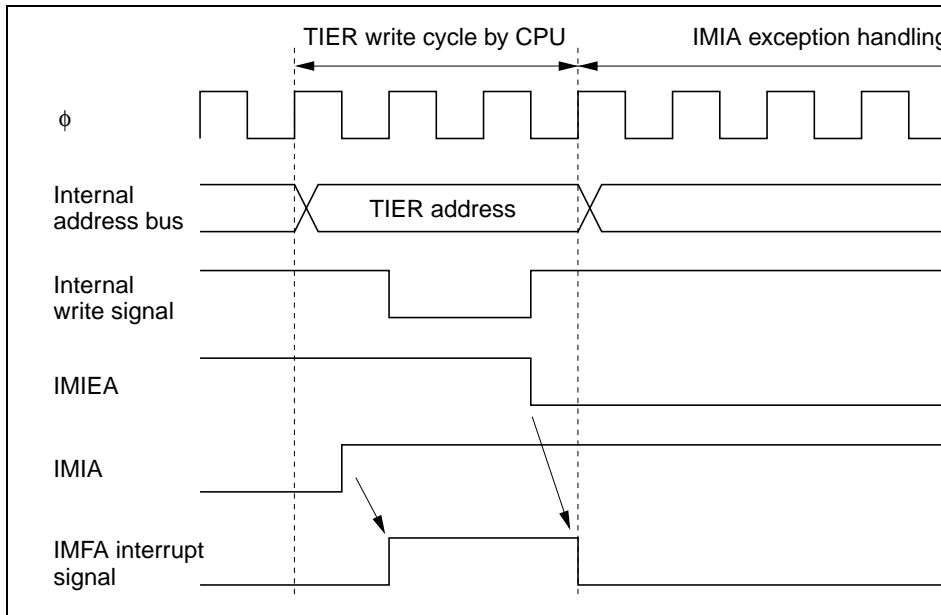 TIER write cycle by CPU
IMIA exception handling
ϕ
Internal
address bus
TIER address
Internal
write signal
IMIEA
IMIA
IMFA interrupt
signal